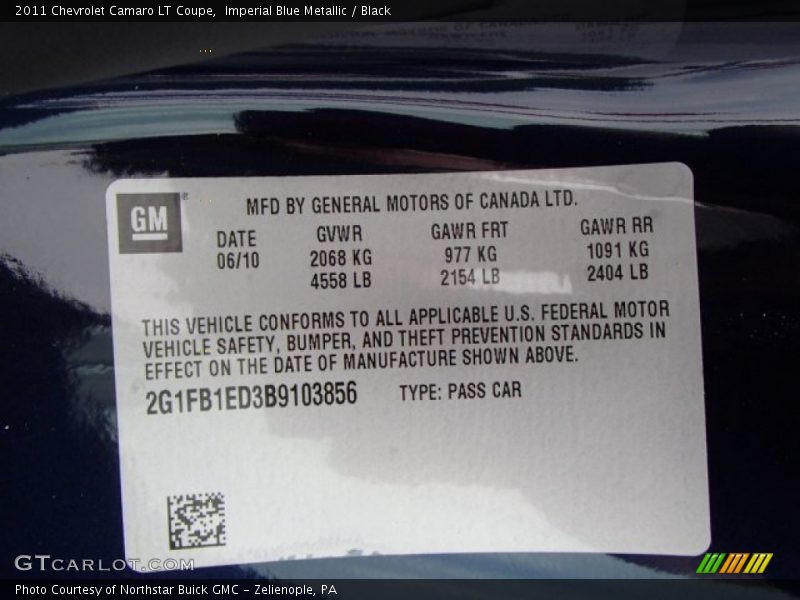 2011 Chevrolet Camaro LT Coupe, Imperial Blue Metallic / Black
GM®
MFD BY GENERAL MOTORS OF CANADA LTD.
DATE GVWR GAWR FRT GAWR RR
06/10 2068 KG 977 KG 1091 KG
4558 LB 2154 LB 2404 LB
THIS VEHICLE CONFORMS TO ALL APPLICABLE U.S. FEDERAL MOTOR
VEHICLE SAFETY, BUMPER, AND THEFT PREVENTION STANDARDS IN
EFFECT ON THE DATE OF MANUFACTURE SHOWN ABOVE.
2G1FB1ED3B9103856 TYPE: PASS CAR
GTcarlot.com
Photo Courtesy of Northstar Buick GMC - Zelienople, PA